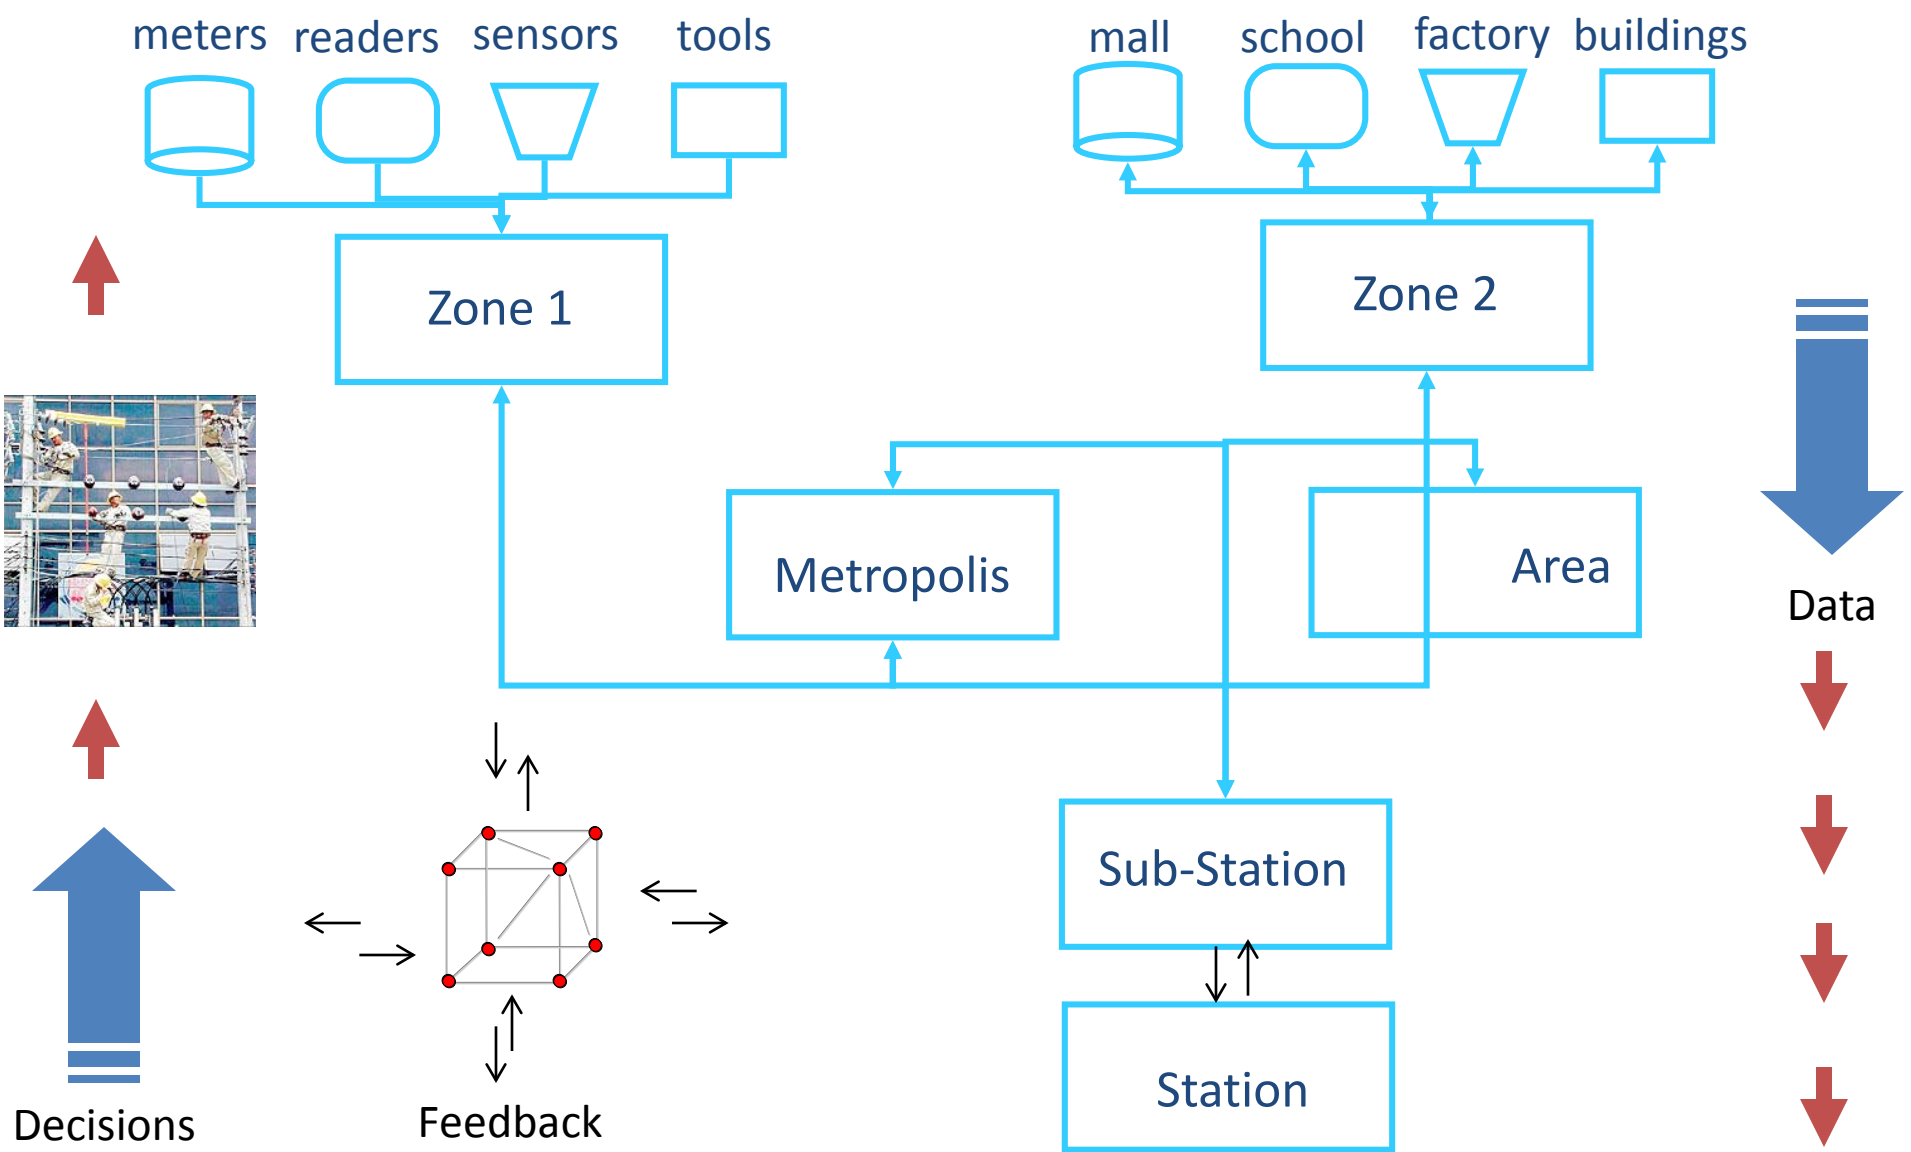 meters readers sensors tools
mall school factory buildings
Zone 1
Zone 2
Metropolis
Area
Data
Sub-Station
Station
Decisions
Feedback